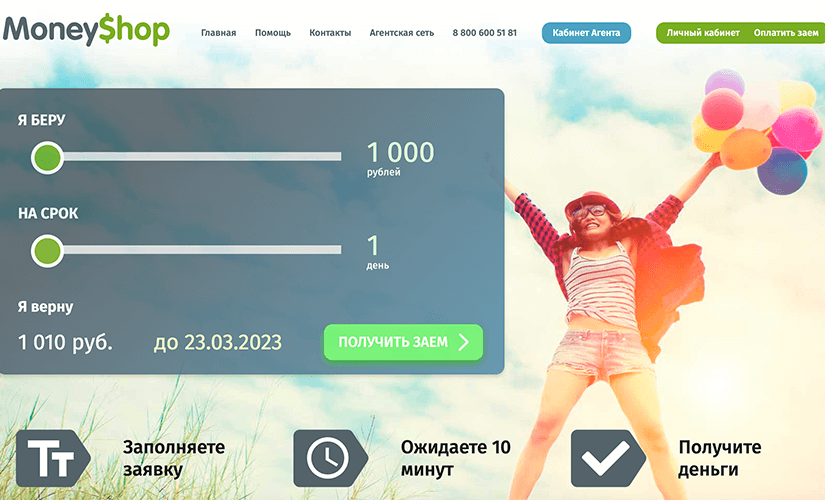 Money$hop
Главная Помощь Контакты Агентская сеть 8 800 600 51 81 Кабинет Агента Личный кабинет Оплатить заем
Я БЕРУ
1 000
рублей
НА СРОК
1
день
Я верну
1 010 руб. до 23.03.2023 ПОЛУЧИТЬ ЗАЕМ
Тт Заполняете
заявку
Ожидаете 10
минут
Получите
деньги